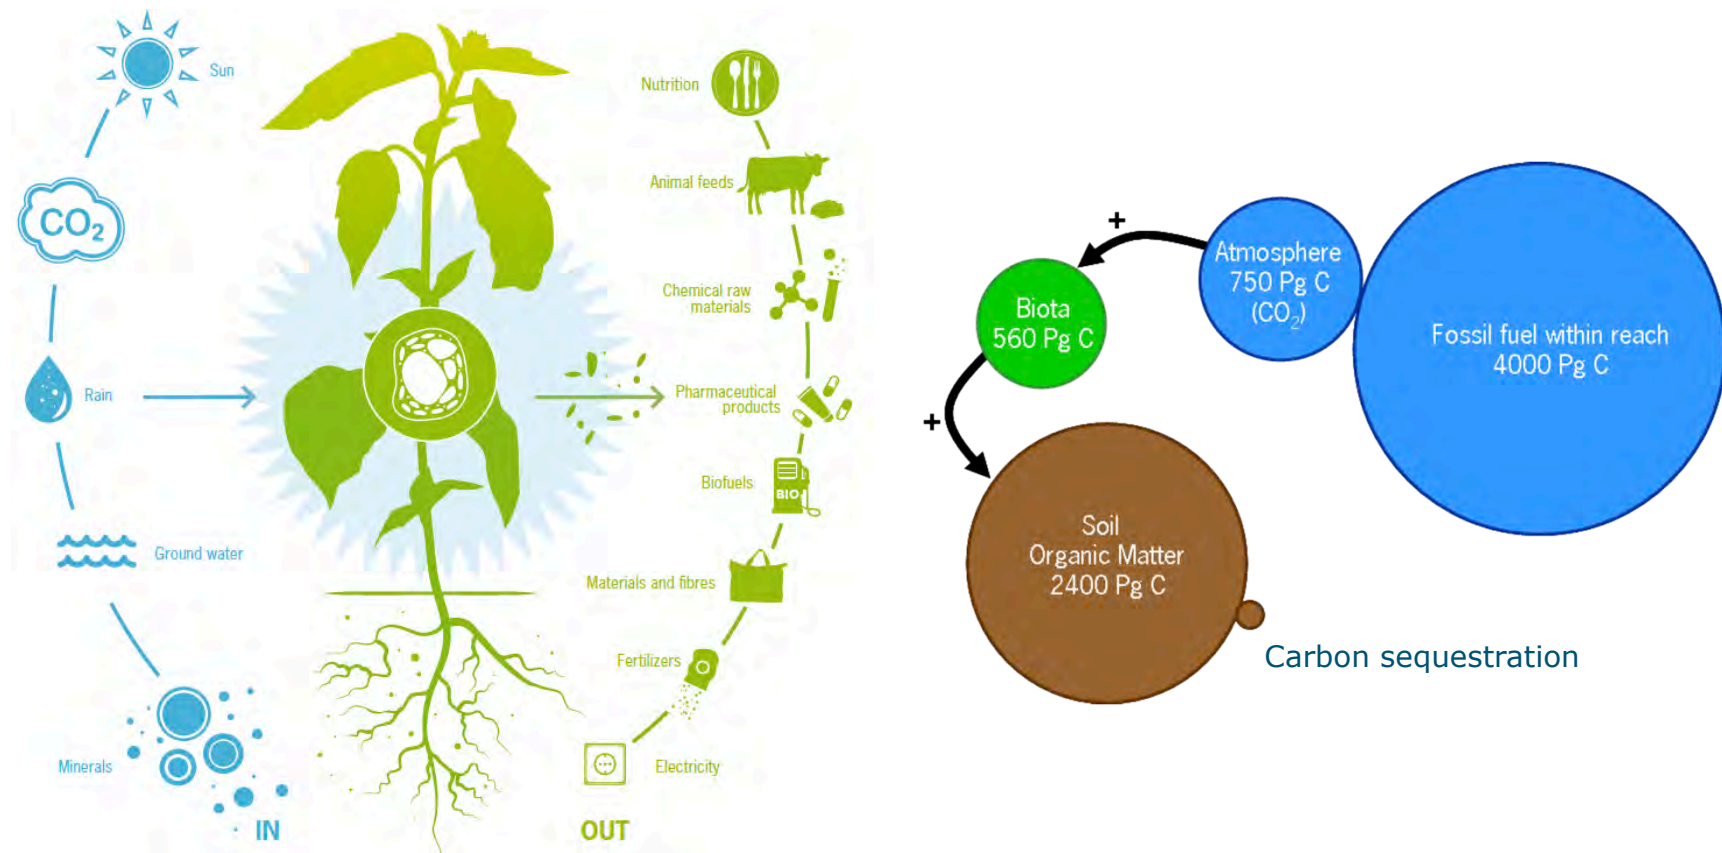 Sun
CO₂
Rain
Ground water
Minerals
IN
Nutrition
Animal feeds
Chemical raw
materials
Pharmaceutical
products
Biofuels
BIO
Materials and fibres
Fertilizers
Electricity
OUT
+
Atmosphere
750 Pg C
(CO₂)
Biota
560 Pg C
Fossil fuel within reach
4000 Pg C
+
Soil
Organic Matter
2400 Pg C
Carbon sequestration